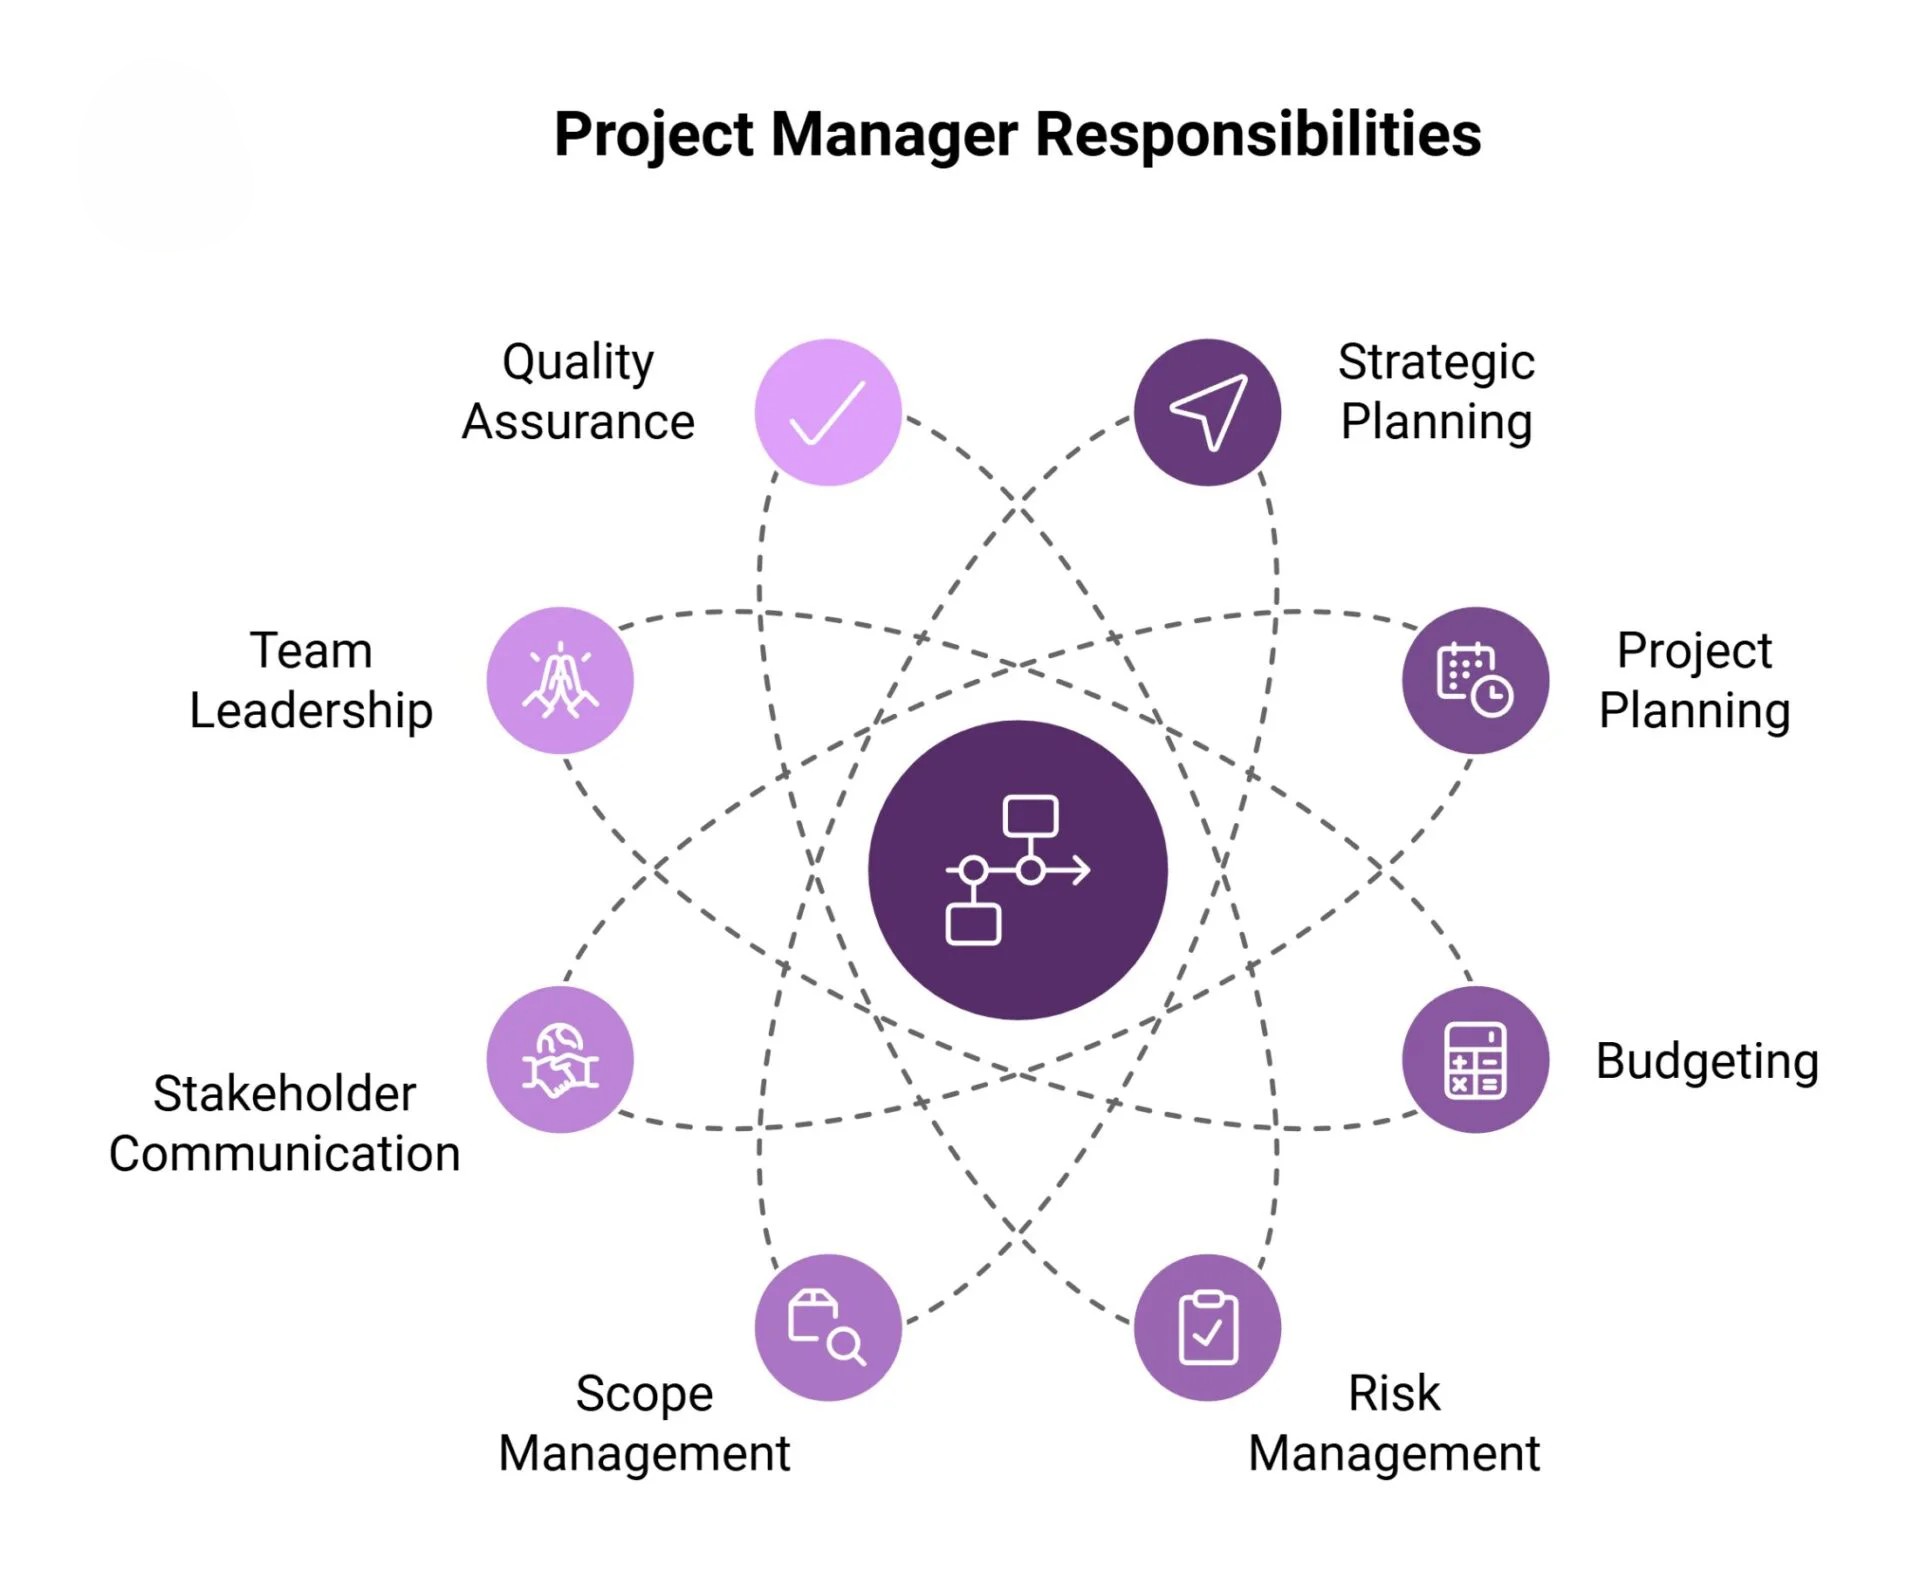 Project Manager Responsibilities
Quality
Assurance
Strategic
Planning
Team
Leadership
Project
Planning
Stakeholder
Communication
Budgeting
Scope
Management
Risk
Management